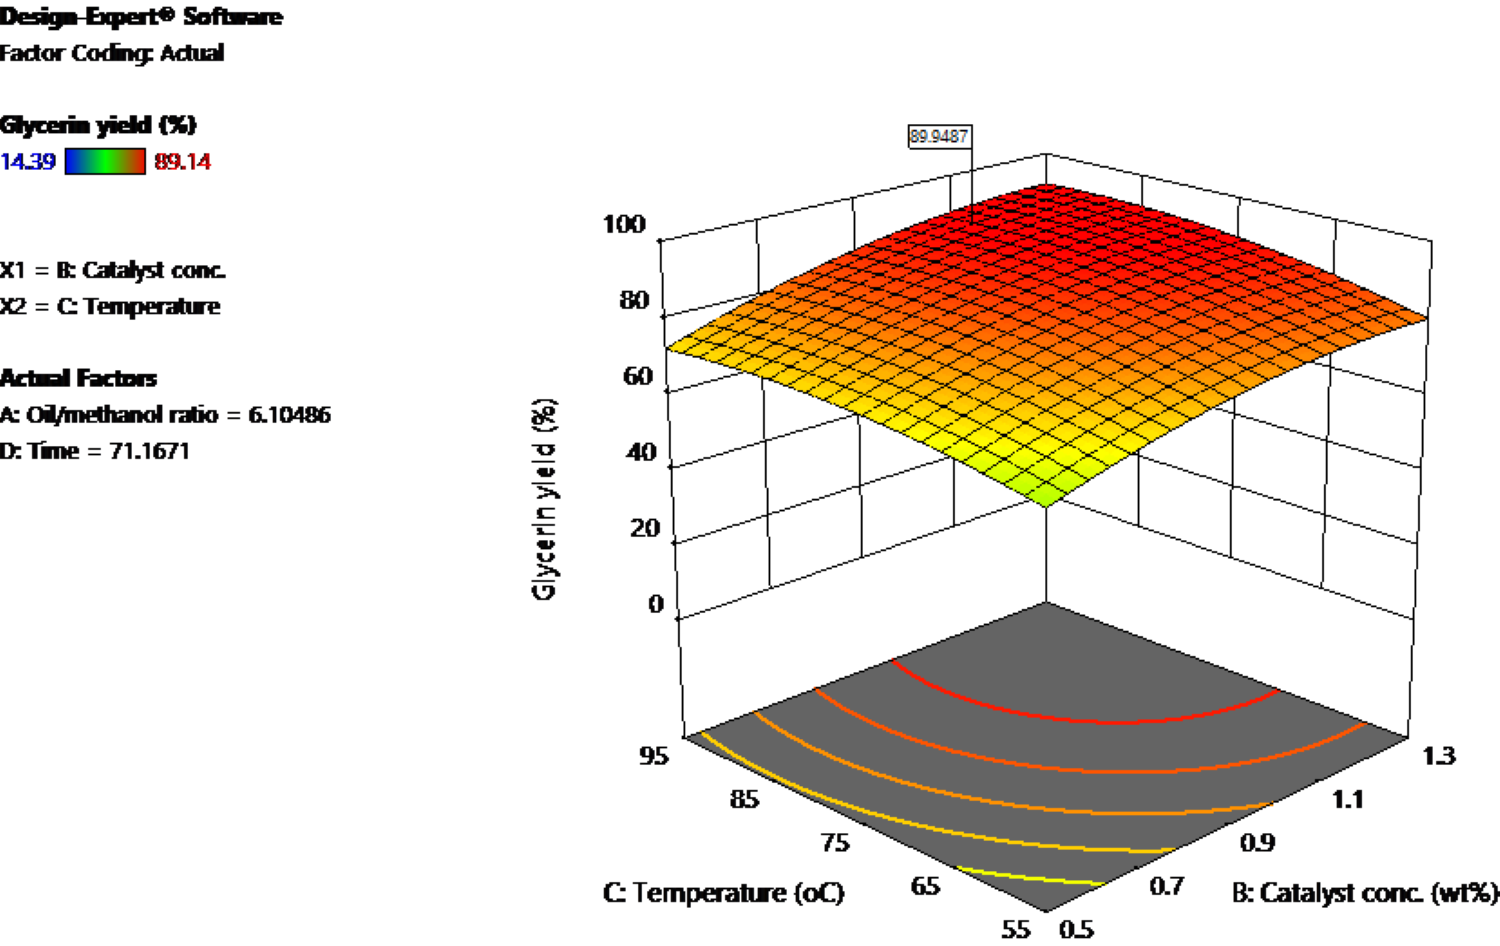 Design-Expert® Software
Factor Coding: Actual
Glycerin yield (%)
14.39 89.14
X1 = B: Catalyst conc.
X2 = C: Temperature
Actual Factors
A: Oil/methanol ratio = 6.10486
D: Time = 71.1671
89.9487
100
80
60
40
20
0
Glycerin yield (%)
95
85
75
65
55
C: Temperature (oC)
0.5
0.7
0.9
1.1
1.3
B: Catalyst conc. (wt%)